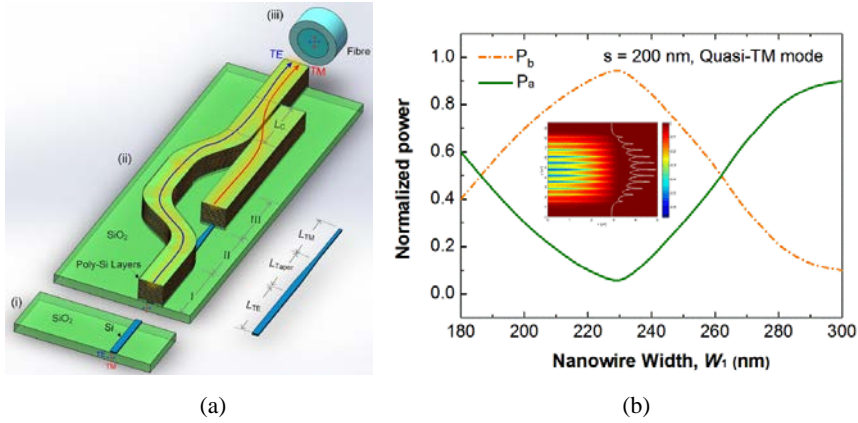 (iii)
TE
Fibre
TM
L_C
(ii)
III
SiO₂
II
L_TM
Poly-Si Layers
L_Taper
I
(i)
SiO₂
Si
L_TE
TE
TM
(a)
P_b
s = 200 nm, Quasi-TM mode
P_a
1.0
0.8
0.6
0.4
0.2
0.0
Normalized power
180 200 220 240 260 280 300
Nanowire Width, W₁ (nm)
(b)